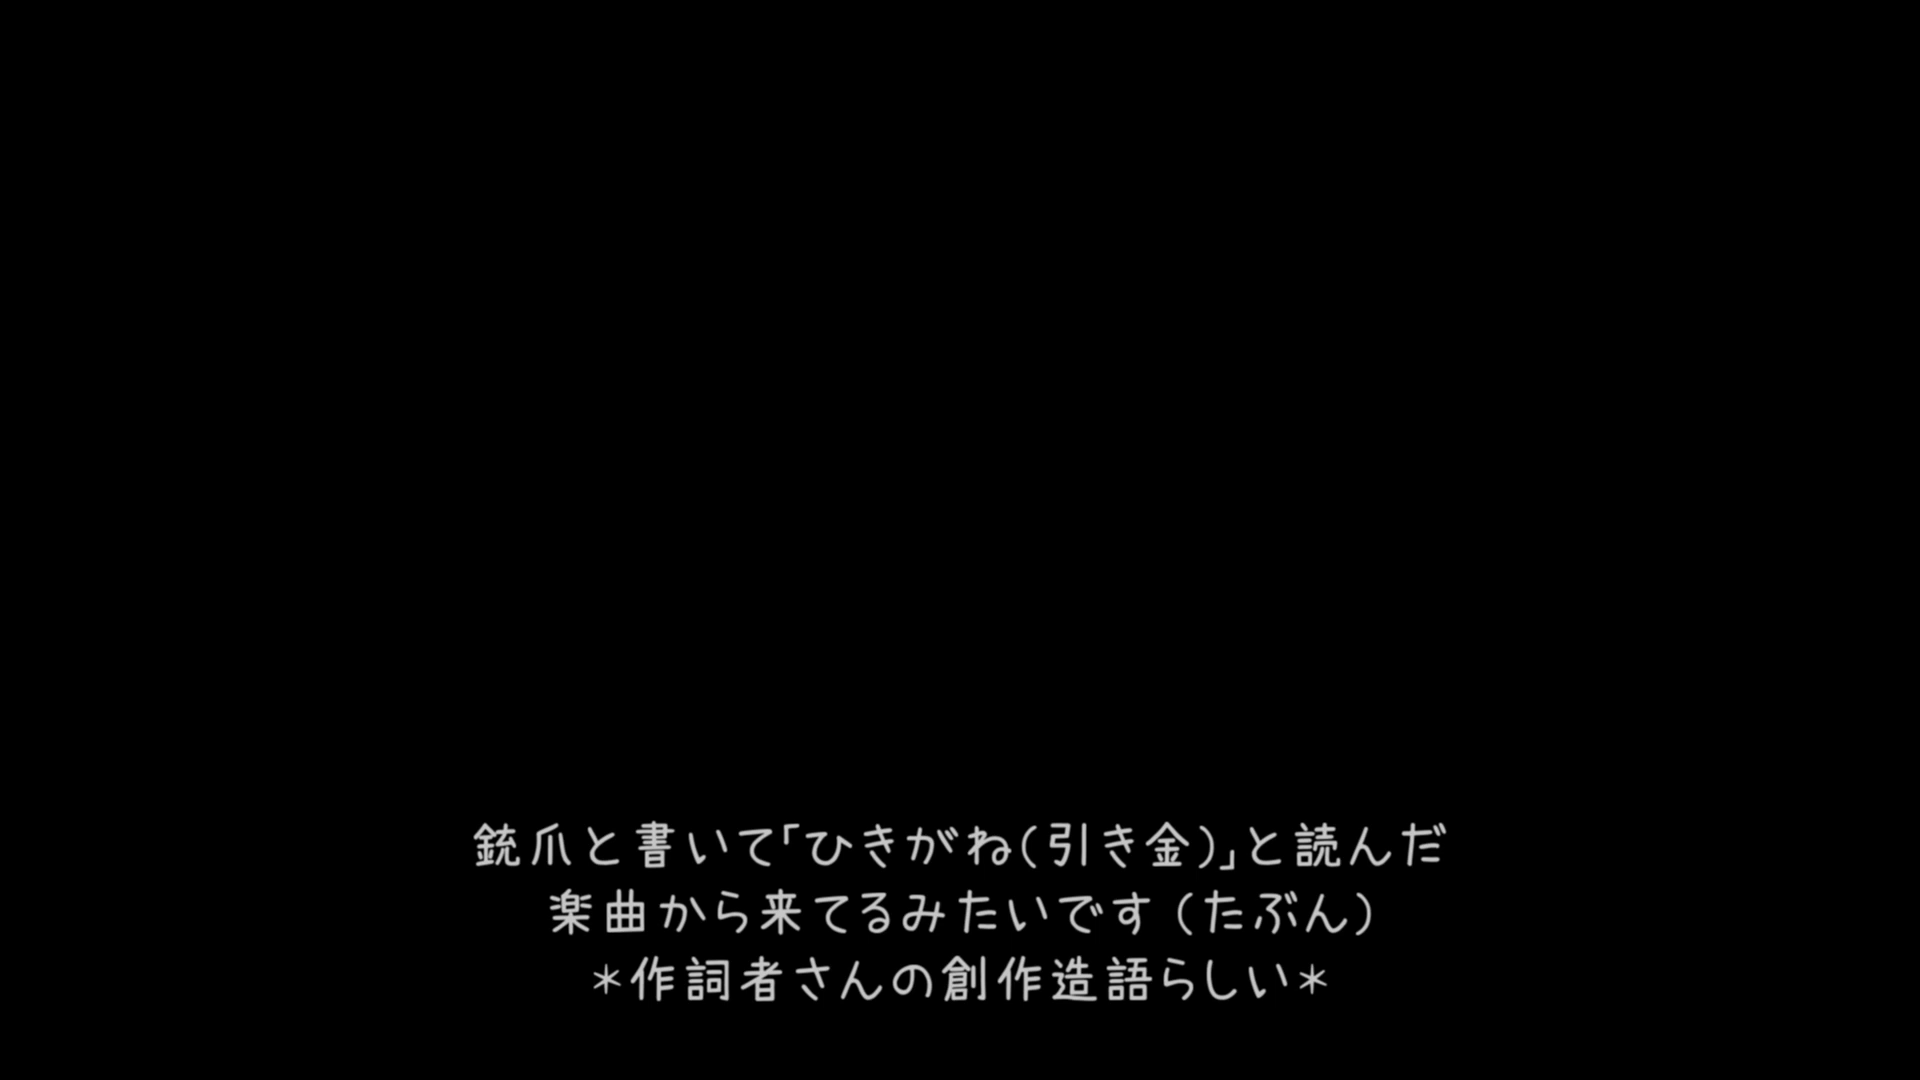 銃爪と書いて「ひきがね(引き金)」と読んだ
楽曲から来てるみたいです（たぶん）
＊作詞者さんの創作造語らしい＊